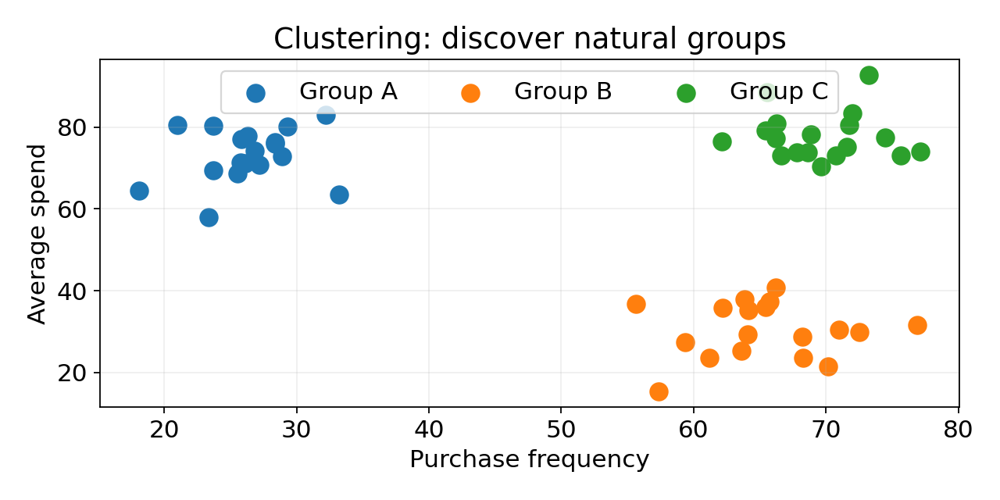 Clustering: discover natural groups
Group A Group B Group C
Average spend
80
60
40
20
20 30 40 50 60 70 80
Purchase frequency